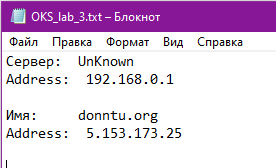 OKS_lab_3.txt – Блокнот
Файл Правка Формат Вид Справка
Сервер: UnKnown
Address: 192.168.0.1
Имя: donntu.org
Address: 5.153.173.25